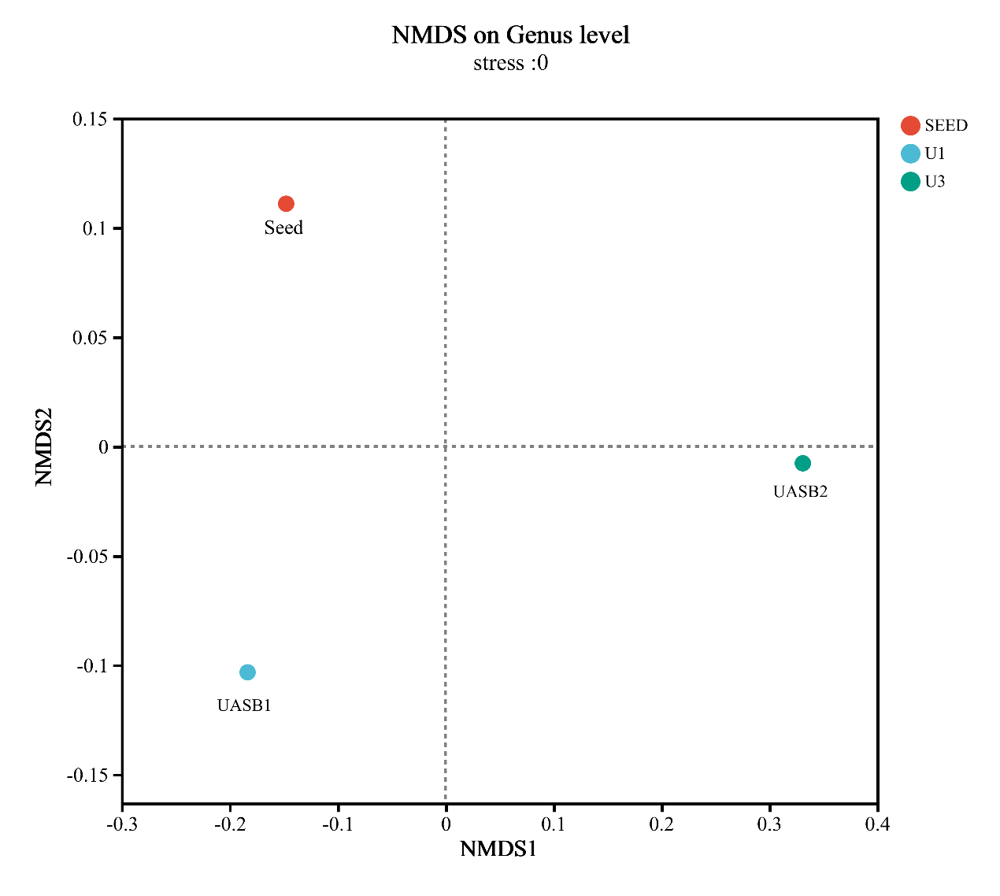 NMDS on Genus level
stress :0
SEED
U1
U3
0.15
0.1
0.05
0
-0.05
-0.1
-0.15
NMDS2
Seed
UASB2
UASB1
-0.3 -0.2 -0.1 0 0.1 0.2 0.3 0.4
NMDS1